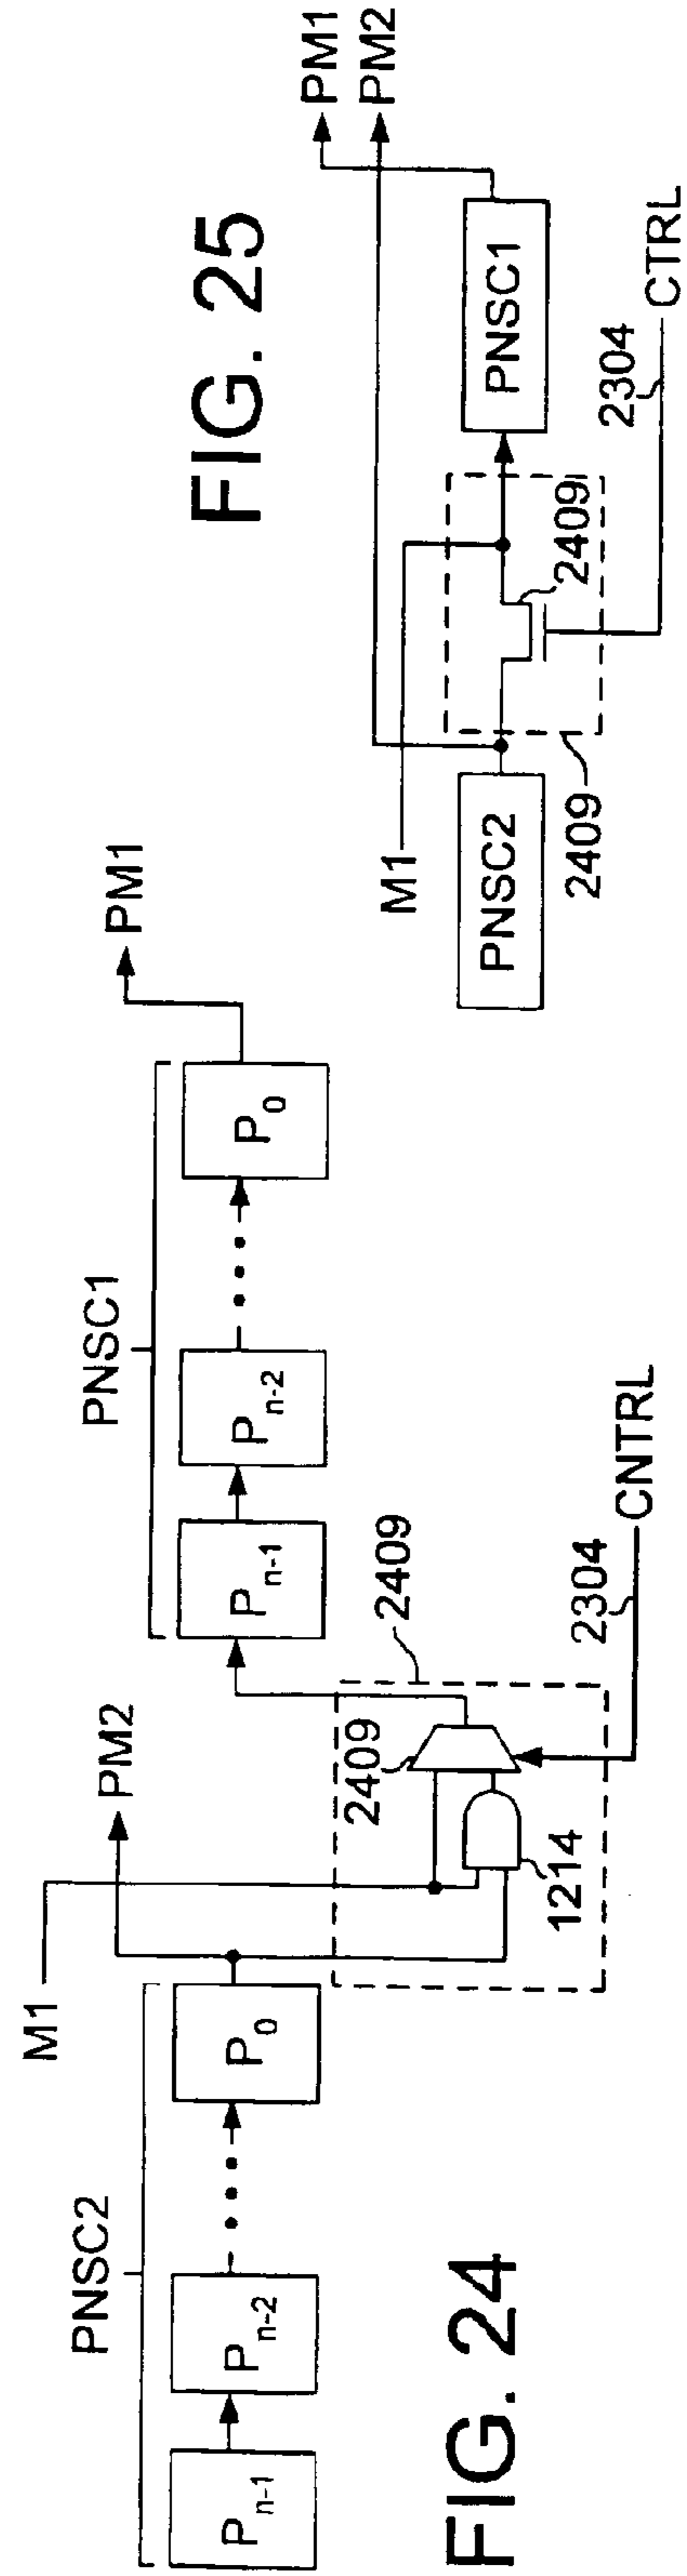 FIG. 24
PNSC2
P n-1
P n-2
P 0
M1
PM2
1214
2409
2409
2304
CNTRL
PNSC1
P n-1
P n-2
P 0
PM1
FIG. 25
M1
PNSC2
2409
2409
PNSC1
2304
CTRL
PM1
PM2